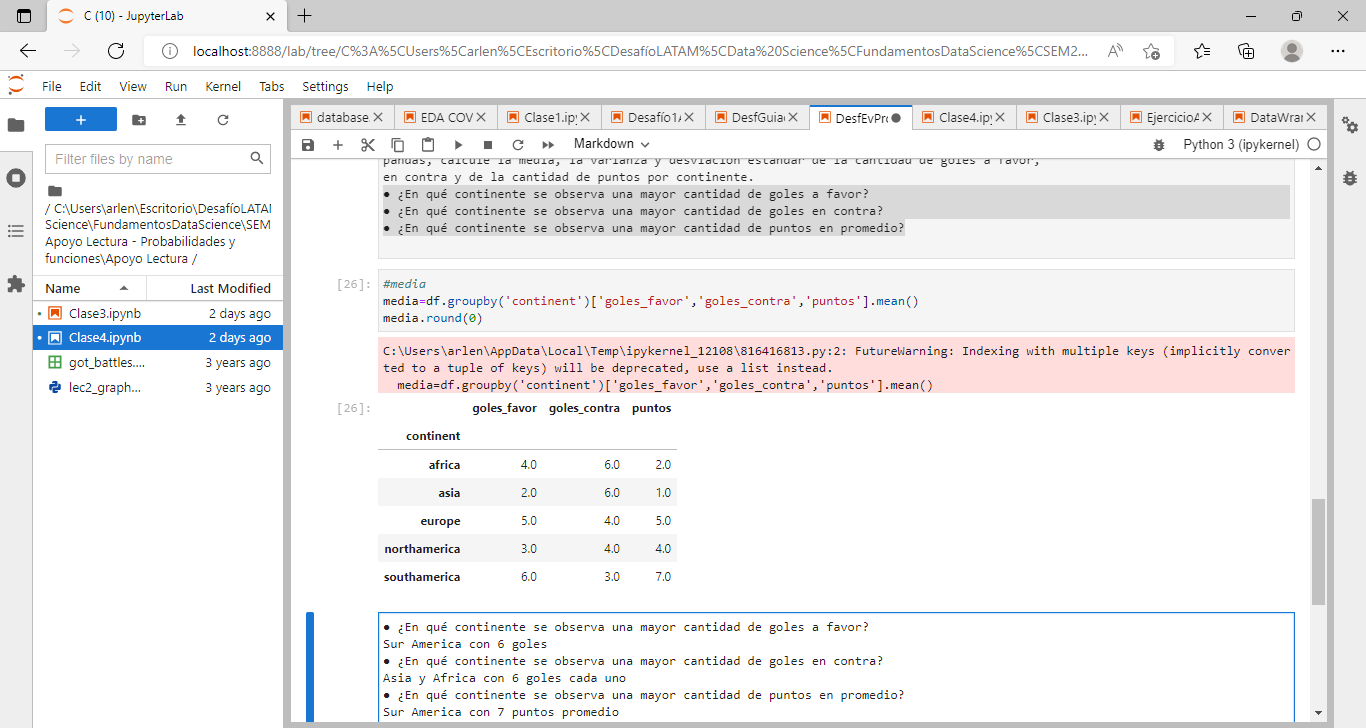 C (10) - JupyterLab
localhost:8888/lab/tree/C%3A%5CUsers%5Carlen%5CEscritorio%5CDesafíoLATAM%5CData%20Science%5CFundamentosDataScience%5CSEM2...
File Edit View Run Kernel Tabs Settings Help
database EDA COV Clase1.ipy Desafío1 DesfGuia DesfEvPro Clase4.ipy Clase3.ipy EjercicioA DataWrar
Markdown Python 3 (ipykernel)
Filter files by name
/ C:\Users\arlen\Escritorio\DesafíoLATAM
Science\FundamentosDataScience\SEM
Apoyo Lectura - Probabilidades y
funciones\Apoyo Lectura /
Name Last Modified
Clase3.ipynb 2 days ago
Clase4.ipynb 2 days ago
got_battles.... 3 years ago
lec2_graph... 3 years ago
pandas, calcule la media, la varianza y desviación estándar de la cantidad de goles a favor,
en contra y de la cantidad de puntos por continente.
● ¿En qué continente se observa una mayor cantidad de goles a favor?
● ¿En qué continente se observa una mayor cantidad de goles en contra?
● ¿En qué continente se observa una mayor cantidad de puntos en promedio?
[26]:
#media
media=df.groupby('continent')['goles_favor','goles_contra','puntos'].mean()
media.round(0)
C:\Users\arlen\AppData\Local\Temp\ipykernel_12108\816416813.py:2: FutureWarning: Indexing with multiple keys (implicitly conver
ted to a tuple of keys) will be deprecated, use a list instead.
media=df.groupby('continent')['goles_favor','goles_contra','puntos'].mean()
[26]:
goles_favor goles_contra puntos
continent
africa 4.0 6.0 2.0
asia 2.0 6.0 1.0
europe 5.0 4.0 5.0
northamerica 3.0 4.0 4.0
southamerica 6.0 3.0 7.0
● ¿En qué continente se observa una mayor cantidad de goles a favor?
Sur America con 6 goles
● ¿En qué continente se observa una mayor cantidad de goles en contra?
Asia y Africa con 6 goles cada uno
● ¿En qué continente se observa una mayor cantidad de puntos en promedio?
Sur America con 7 puntos promedio